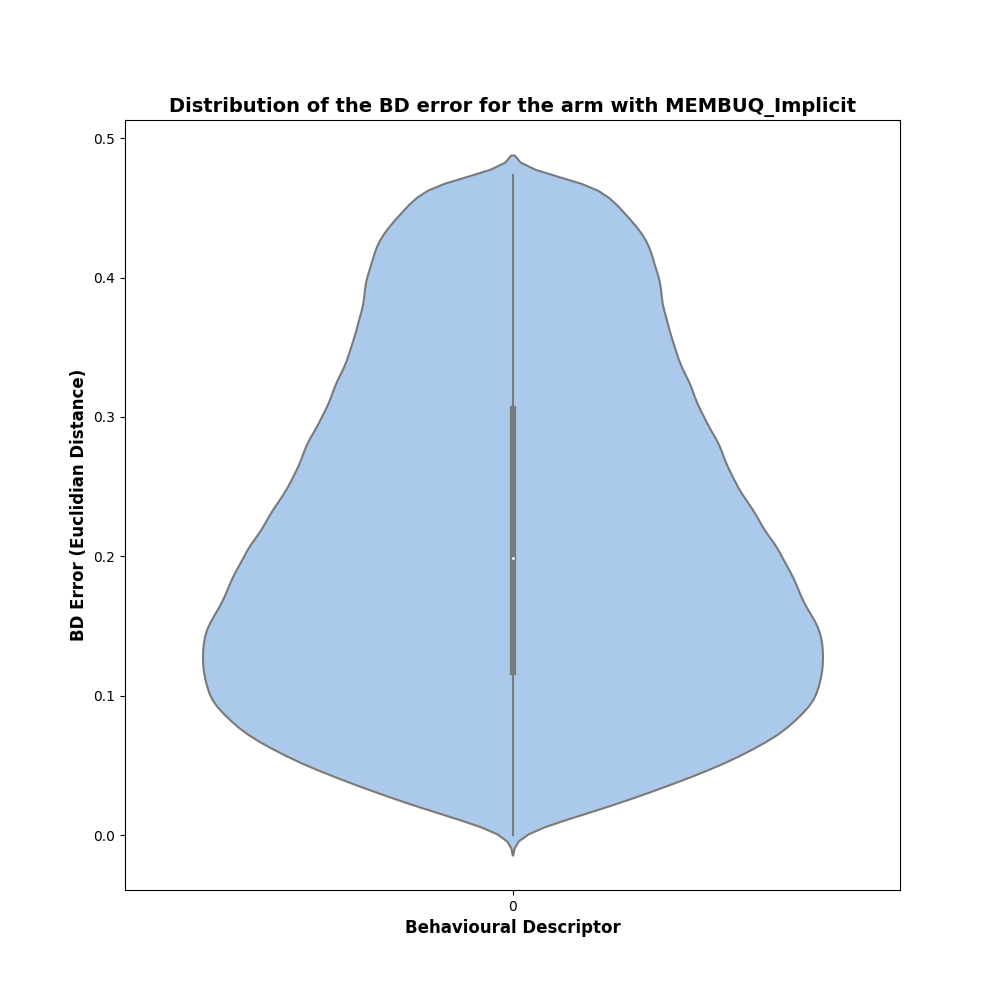 Distribution of the BD error for the arm with MEMBUQ_Implicit
0.5
0.4
0.3
0.2
0.1
0.0
BD Error (Euclidian Distance)
0
Behavioural Descriptor